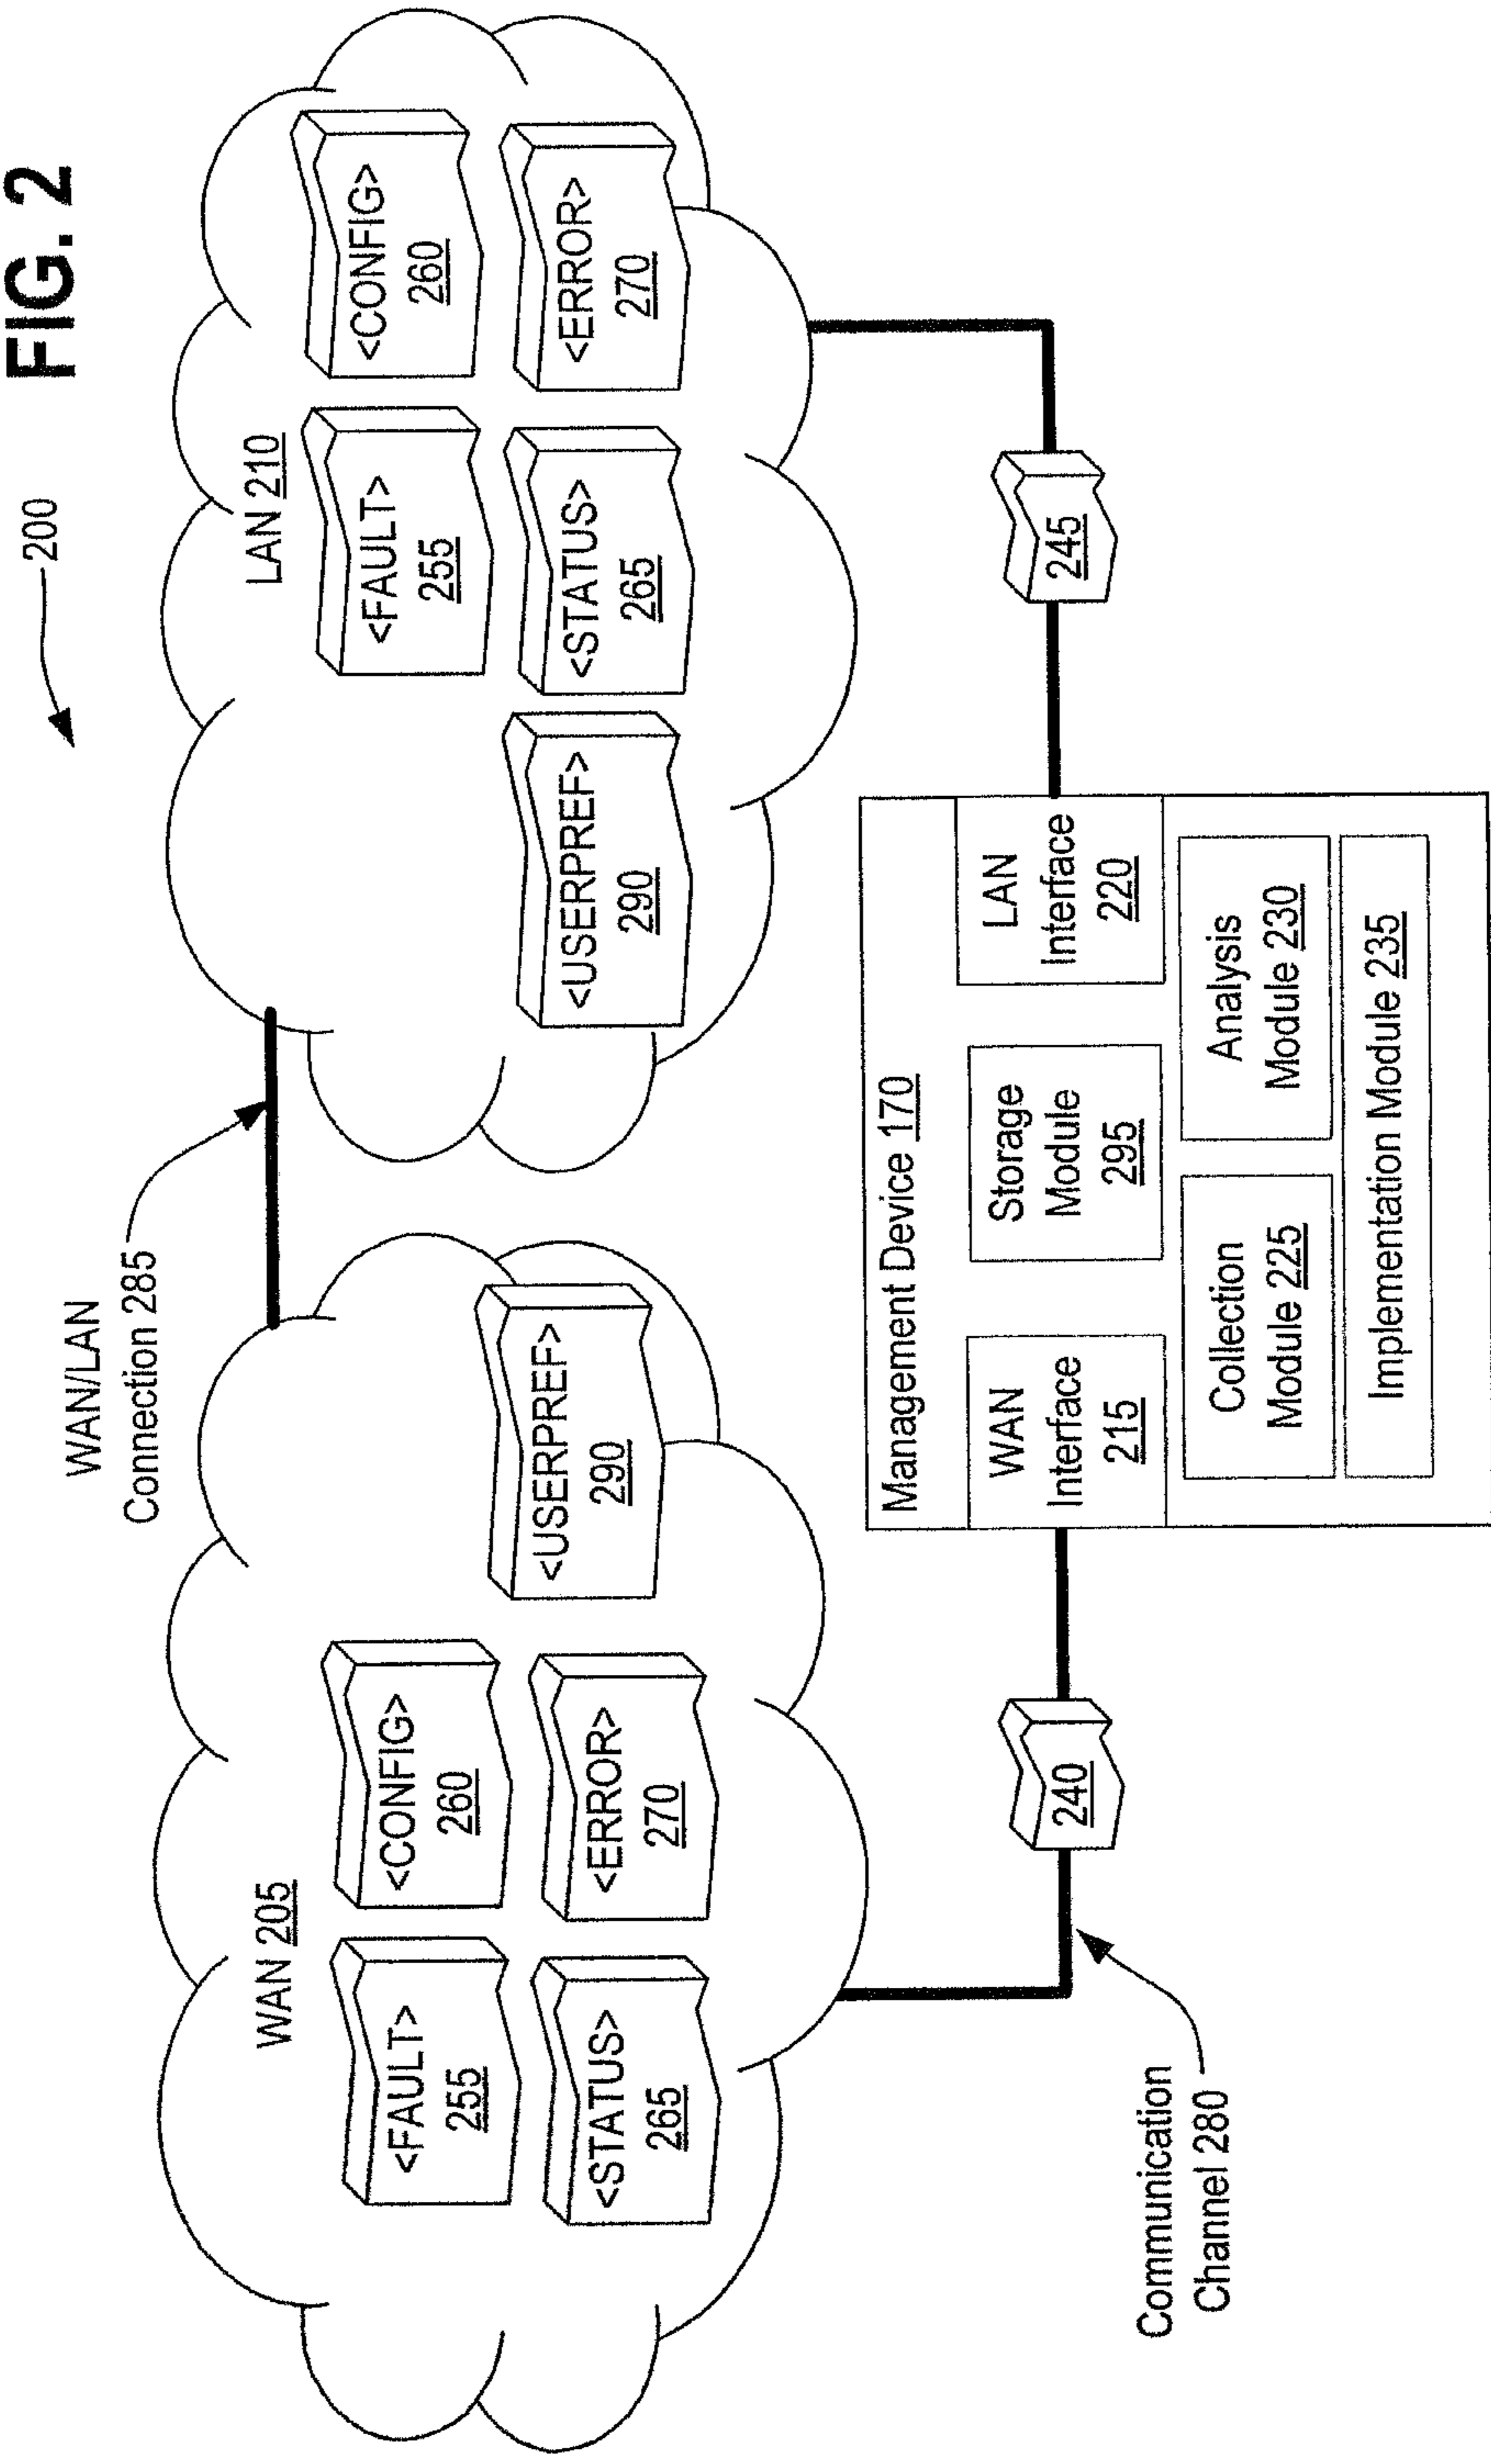 FIG. 2
200
WAN/LAN
Connection 285
WAN 205
<FAULT>
255
<CONFIG>
260
<STATUS>
265
<ERROR>
270
<USERPREF>
290
LAN 210
<FAULT>
255
<CONFIG>
260
<USERPREF>
290
<STATUS>
265
<ERROR>
270
Communication
Channel 280
240
245
Management Device 170
WAN
Interface
215
Storage
Module
295
LAN
Interface
220
Collection
Module 225
Analysis
Module 230
Implementation Module 235